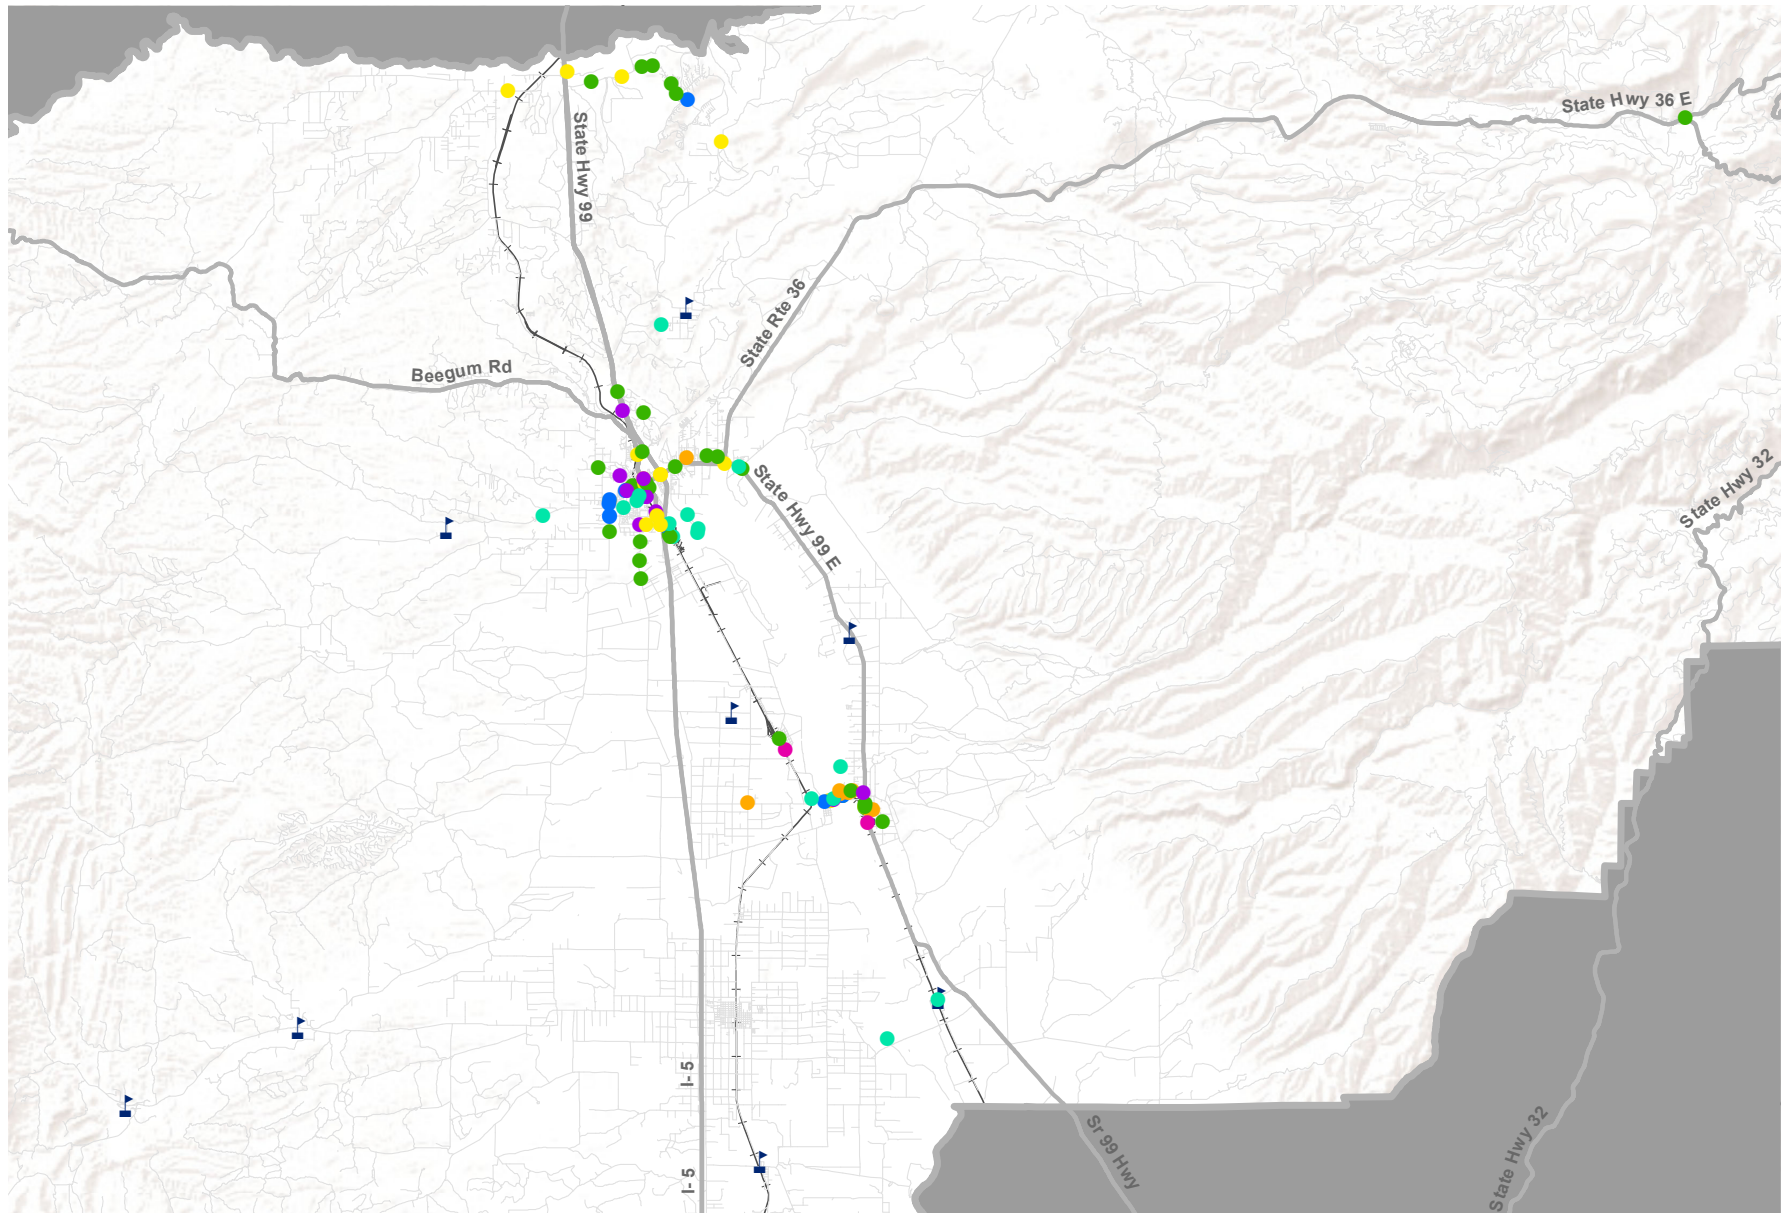 State Hwy 36 E
State Hwy 99
State Rte 36
Beegum Rd
State Hwy 32
State Hwy 99 E
I-5
Sr 99 Hwy
State Hwy 32
I-5